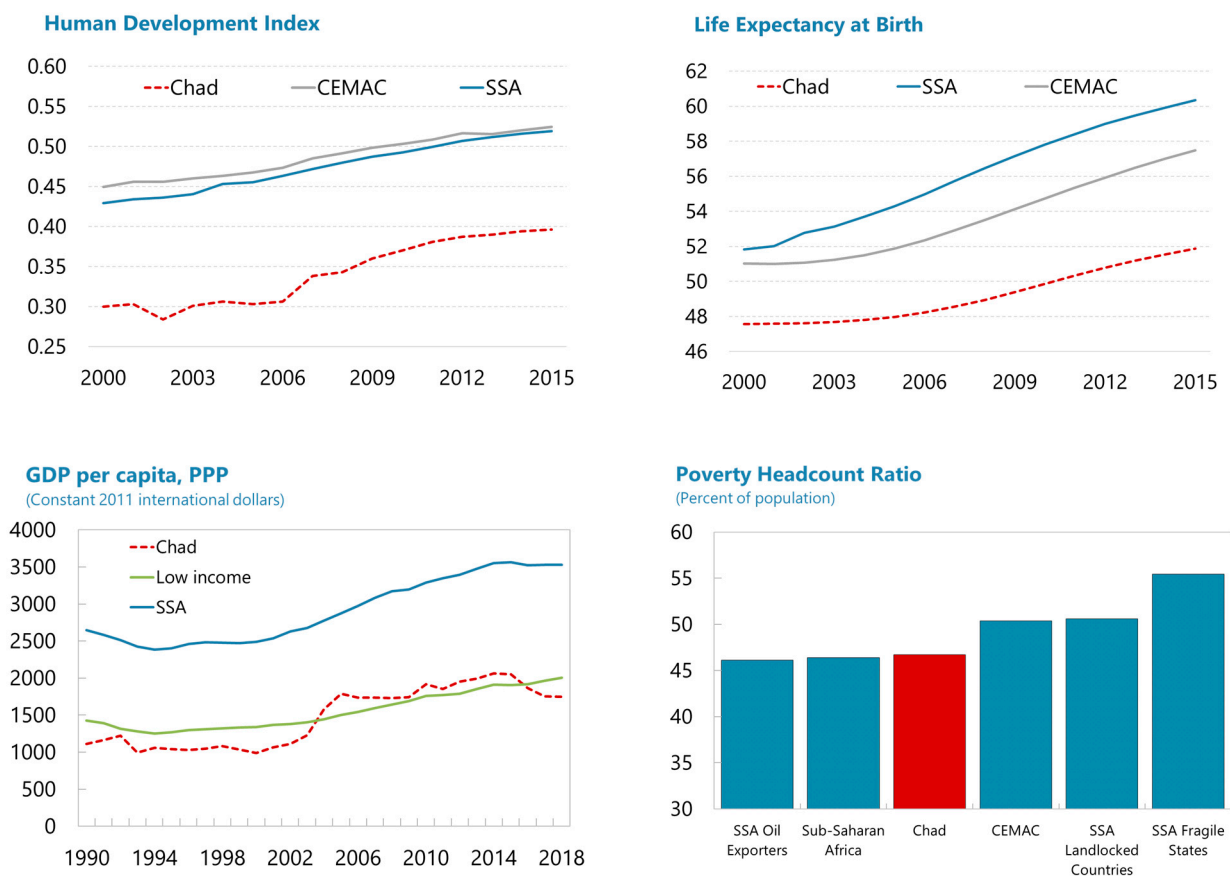 Human Development Index
0.60
Chad CEMAC SSA
0.55
0.50
0.45
0.40
0.35
0.30
0.25
2000 2003 2006 2009 2012 2015
Life Expectancy at Birth
62
Chad SSA CEMAC
60
58
56
54
52
50
48
46
2000 2003 2006 2009 2012 2015
GDP per capita, PPP
(Constant 2011 international dollars)
4000
Chad
3500
Low income
3000
SSA
2500
2000
1500
1000
500
0
1990 1994 1998 2002 2006 2010 2014 2018
Poverty Headcount Ratio
(Percent of population)
60
55
50
45
40
35
30
SSA Oil Sub-Saharan Chad CEMAC SSA SSA Fragile
Exporters Africa Landlocked States
Countries